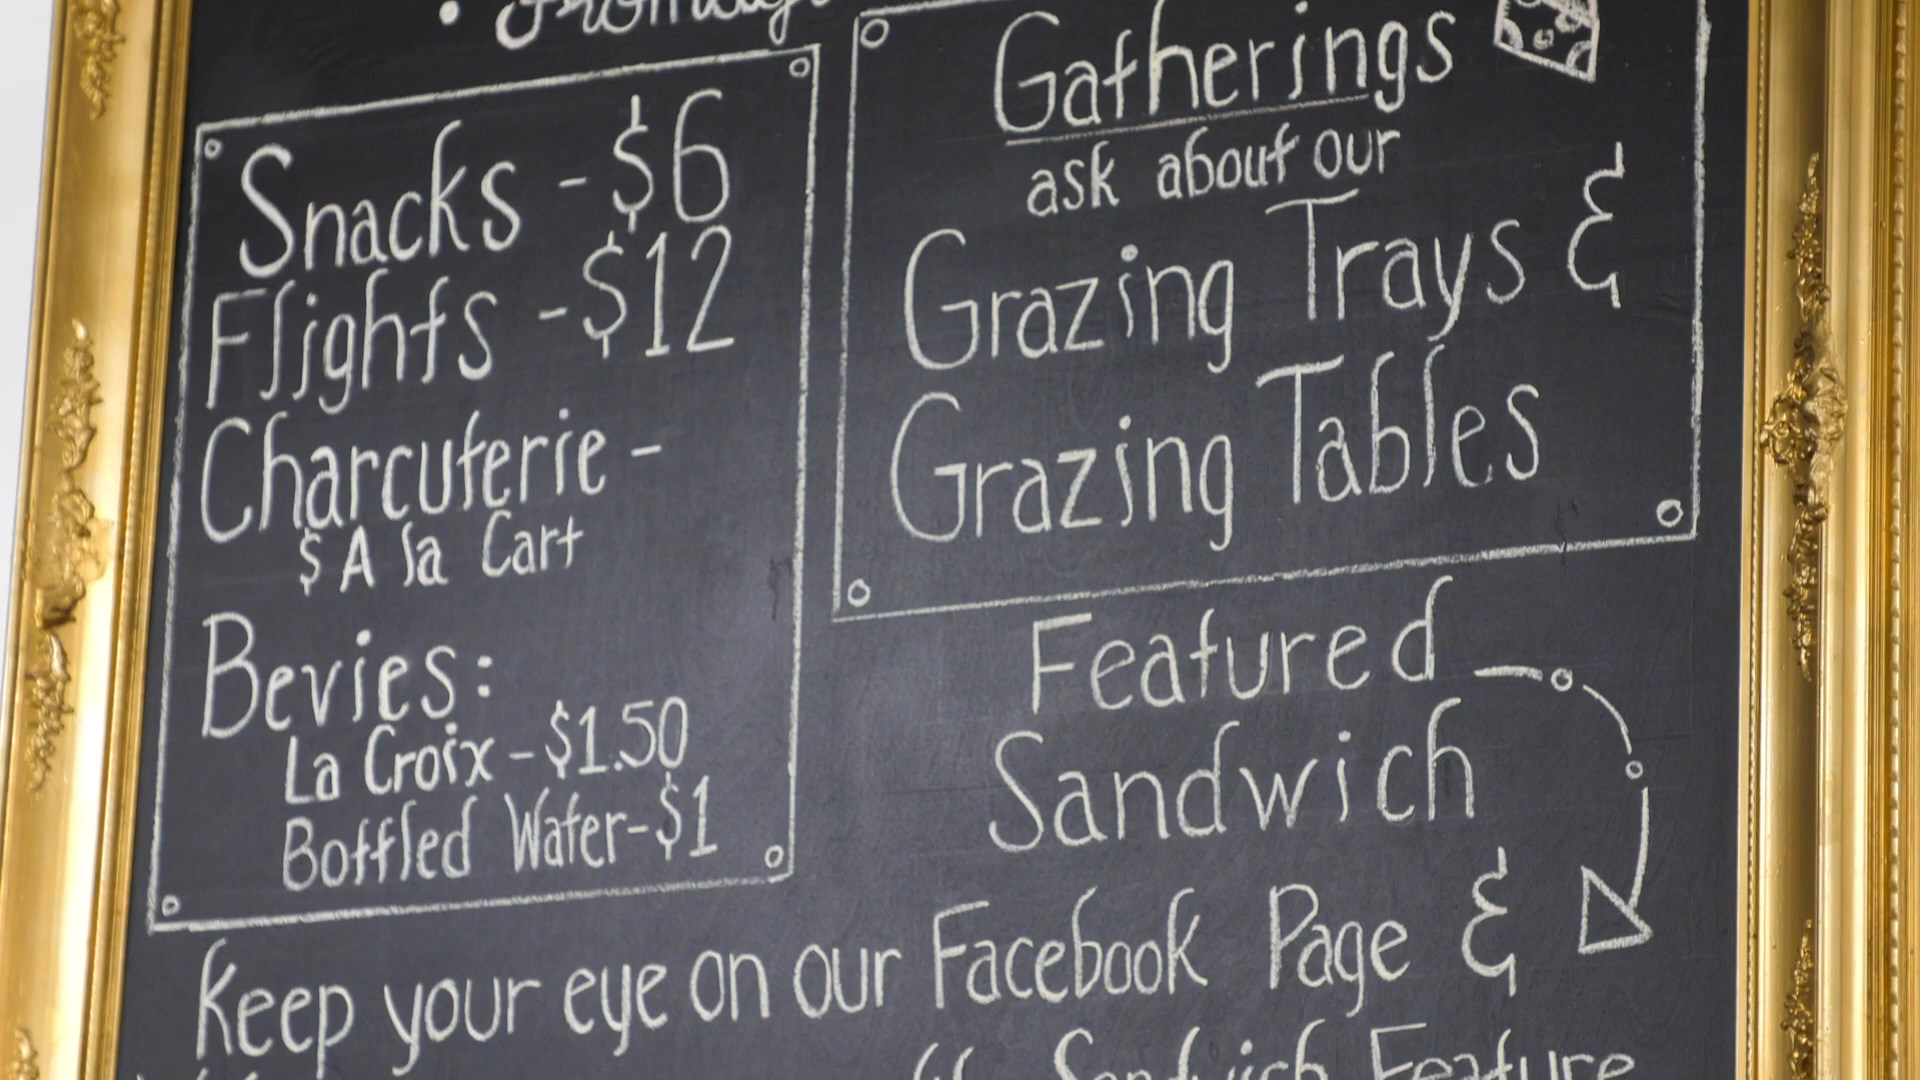 Snacks - $6
Flights - $12
Charcuterie -
$ A la Cart
Bevies:
La Croix - $1.50
Bottled Water - $1
Gatherings
ask about our
Grazing Trays &
Grazing Tables
Featured
Sandwich
Keep your eye on our Facebook Page &
Sandwich Feature